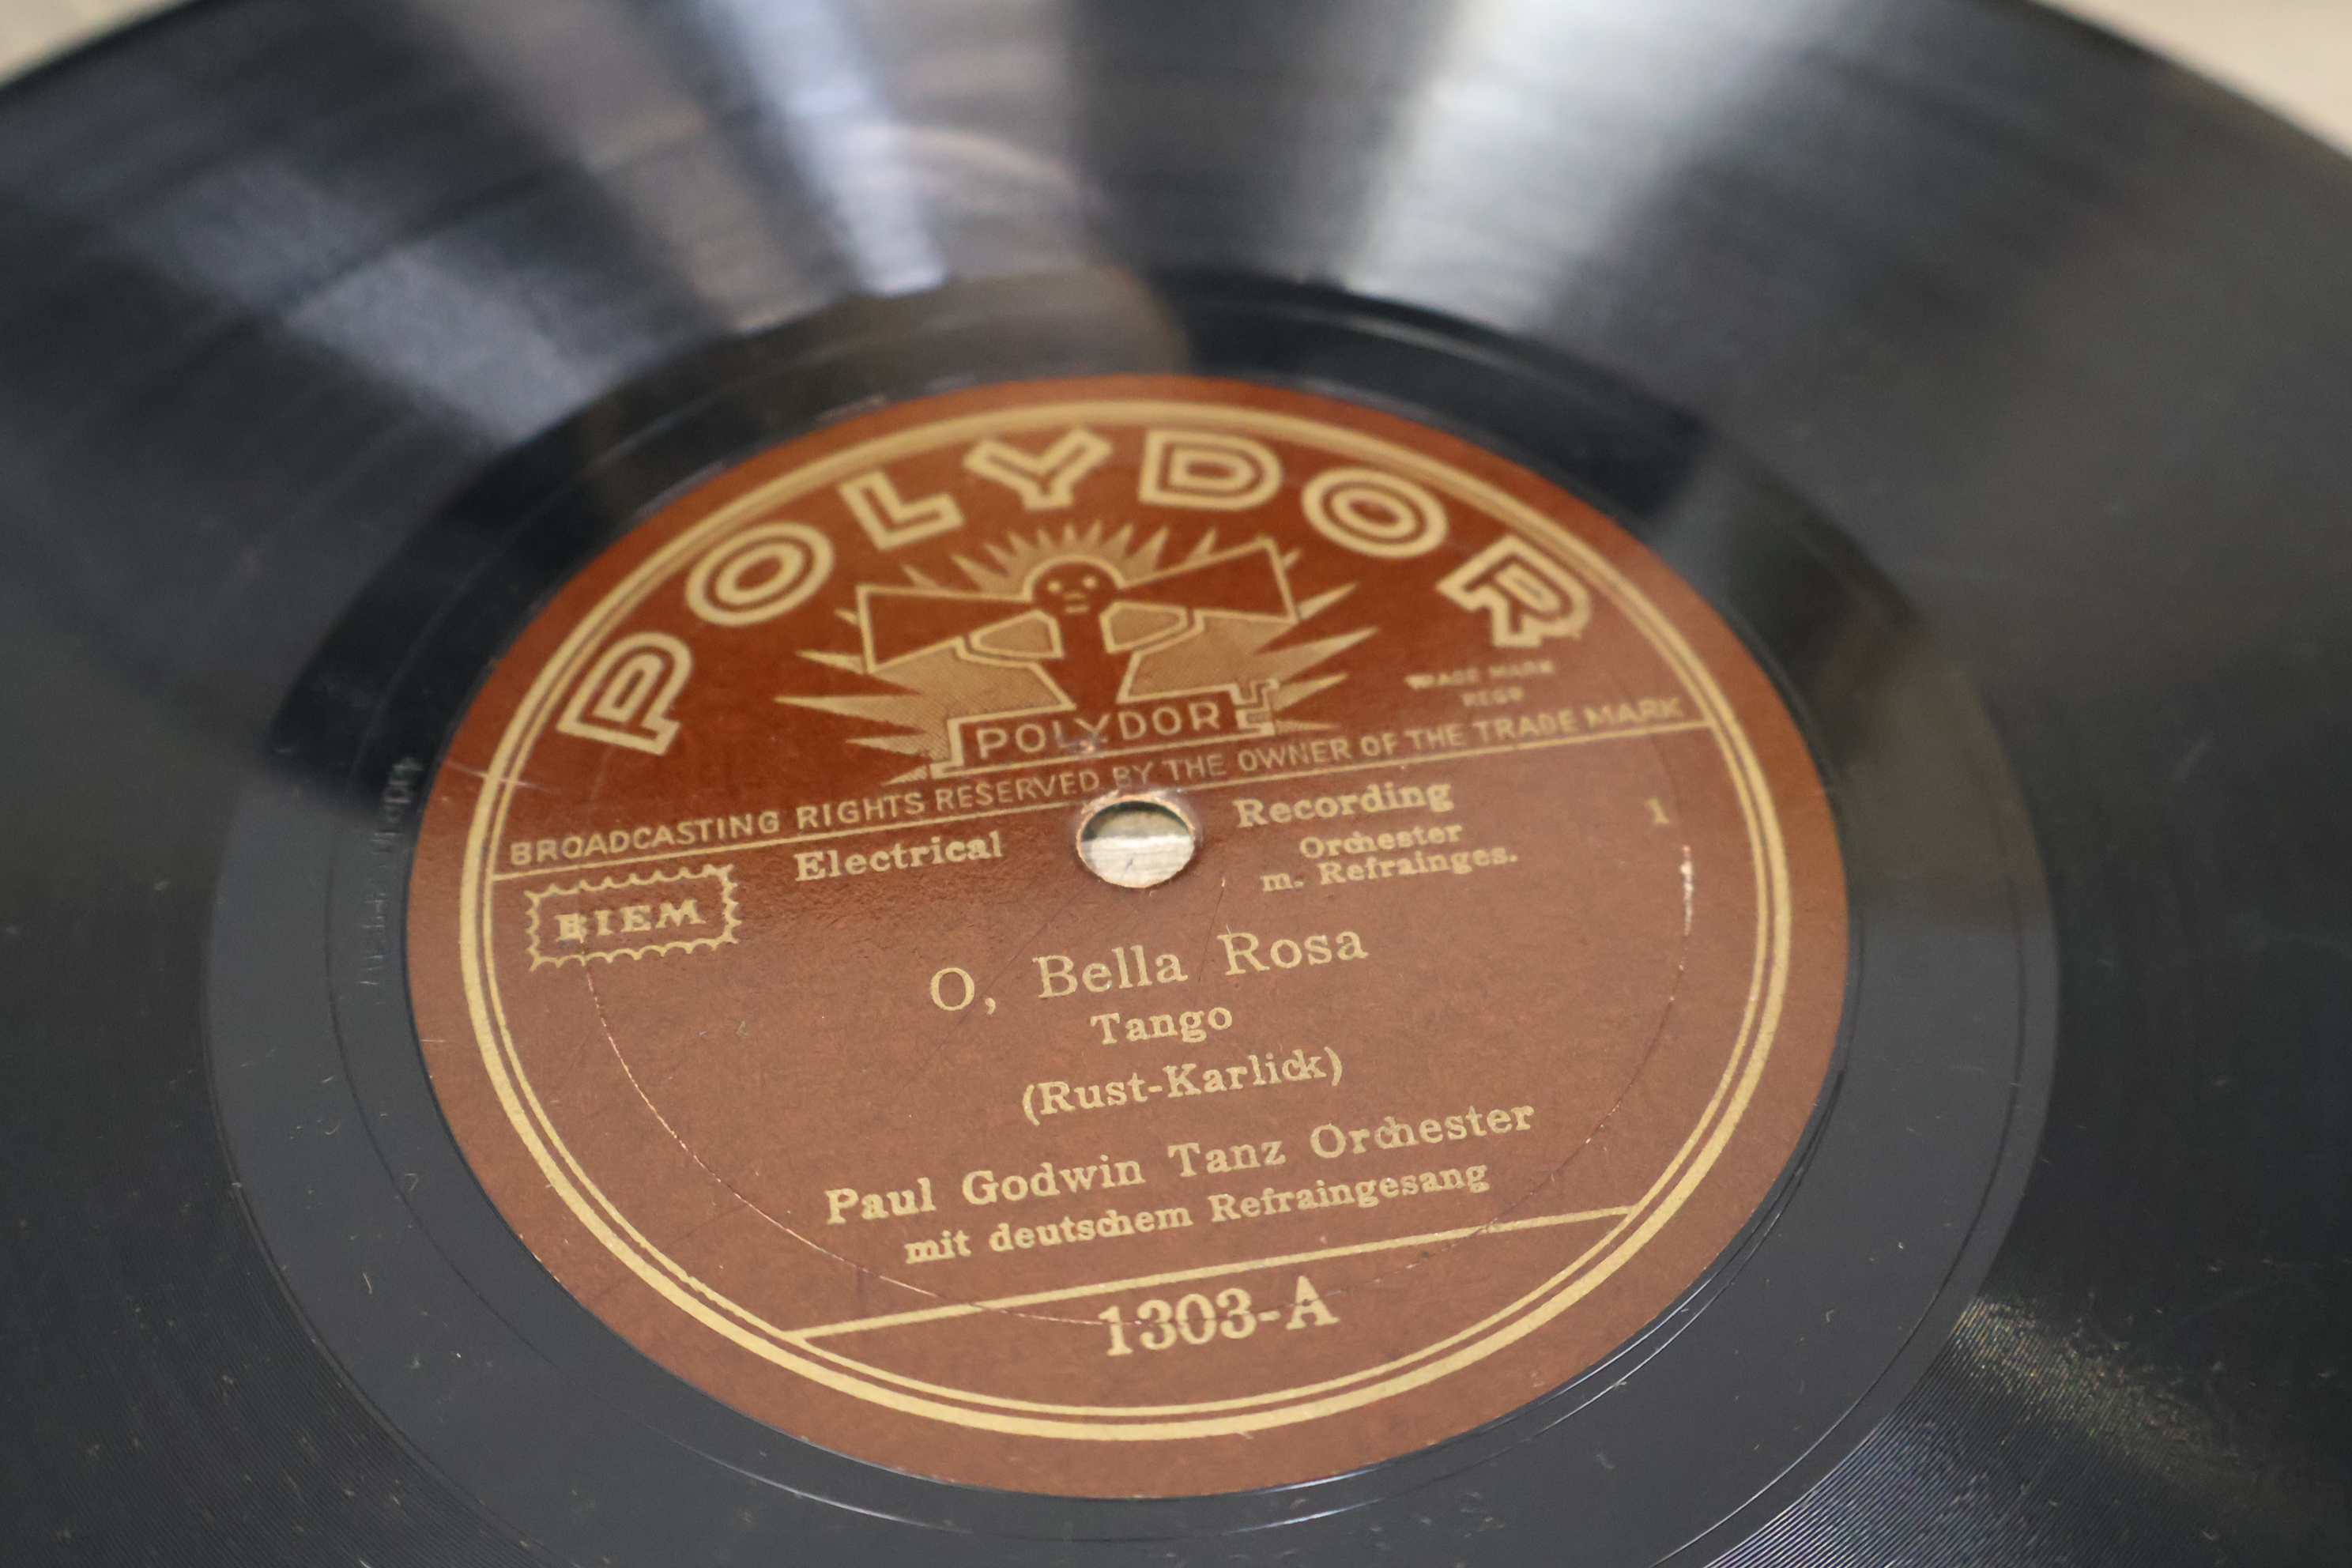 POLYDOR
TRADE MARK
REGD
POLYDOR
BROADCASTING RIGHTS RESERVED BY THE OWNER OF THE TRADE MARK
Electrical Recording
1
Orchester
m. Refrainges.
BIEM
O, Bella Rosa
Tango
(Rust-Karlick)
Paul Godwin Tanz Orchester
mit deutschem Refraingesang
1303-A